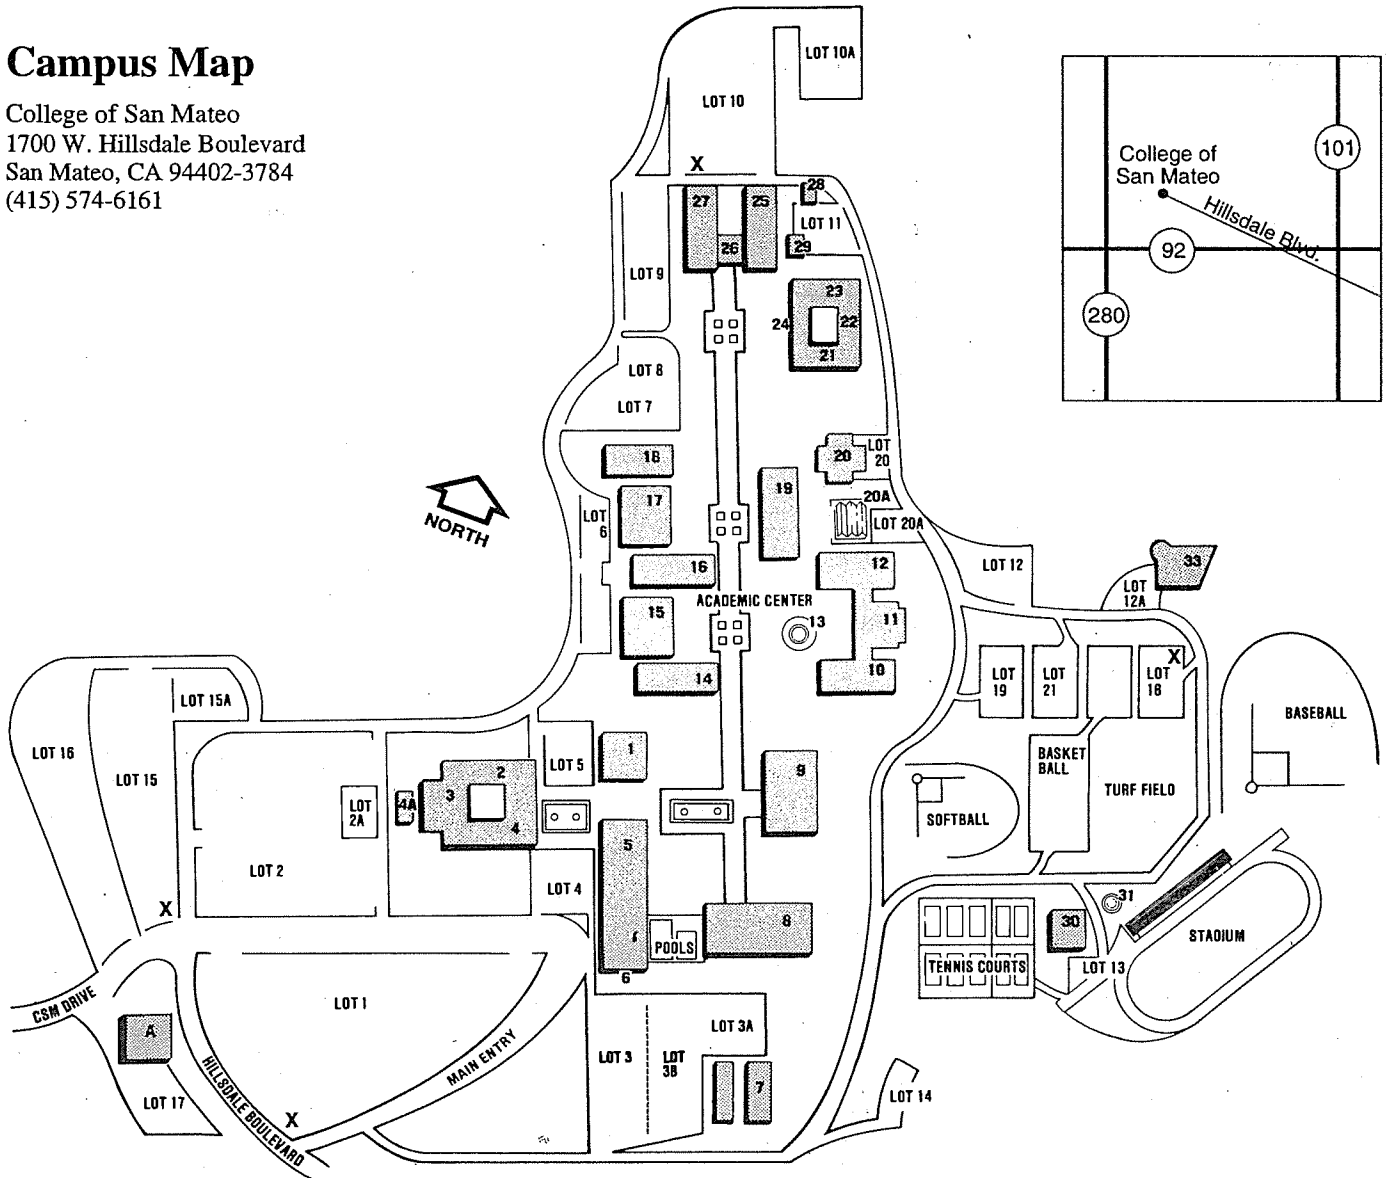 Campus Map
College of San Mateo
1700 W. Hillsdale Boulevard
San Mateo, CA 94402-3784
(415) 574-6161
LOT 10A
LOT 10
X
27
25
28
LOT 11
26
29
LOT 9
23
24
22
21
LOT 8
LOT 7
18
20
LOT
20
17
19
20A
LOT
6
LOT 20A
NORTH
16
12
ACADEMIC CENTER
15
13
11
14
10
College of
San Mateo
101
Hillsdale Blvd.
92
280
LOT 12
33
LOT
12A
LOT
19
LOT
21
X
LOT
18
BASEBALL
BASKET
BALL
TURF FIELD
SOFTBALL
LOT 15A
LOT 16
LOT 15
LOT 5
1
2
3
4A
LOT
2A
4
9
5
LOT 2
LOT 4
X
8
POOLS
6
31
30
STADIUM
TENNIS COURTS
LOT 13
CSM DRIVE
A
LOT 1
LOT 17
HILLSDALE BOULEVARD
MAIN ENTRY
X
LOT 3
LOT
3B
LOT 3A
7
LOT 14